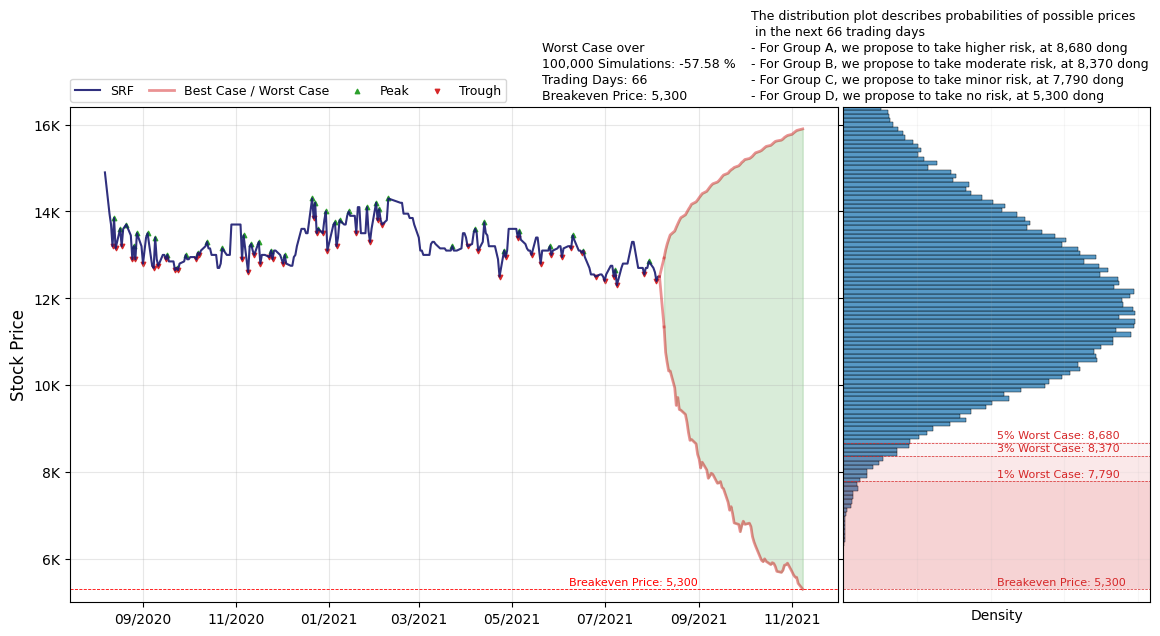 The distribution plot describes probabilities of possible prices
in the next 66 trading days
- For Group A, we propose to take higher risk, at 8,680 dong
- For Group B, we propose to take moderate risk, at 8,370 dong
- For Group C, we propose to take minor risk, at 7,790 dong
- For Group D, we propose to take no risk, at 5,300 dong
Worst Case over
100,000 Simulations: -57.58 %
Trading Days: 66
Breakeven Price: 5,300
SRF
Best Case / Worst Case
Peak
Trough
Stock Price
16K
14K
12K
10K
8K
6K
Breakeven Price: 5,300
09/2020
11/2020
01/2021
03/2021
05/2021
07/2021
09/2021
11/2021
5% Worst Case: 8,680
3% Worst Case: 8,370
1% Worst Case: 7,790
Breakeven Price: 5,300
Density